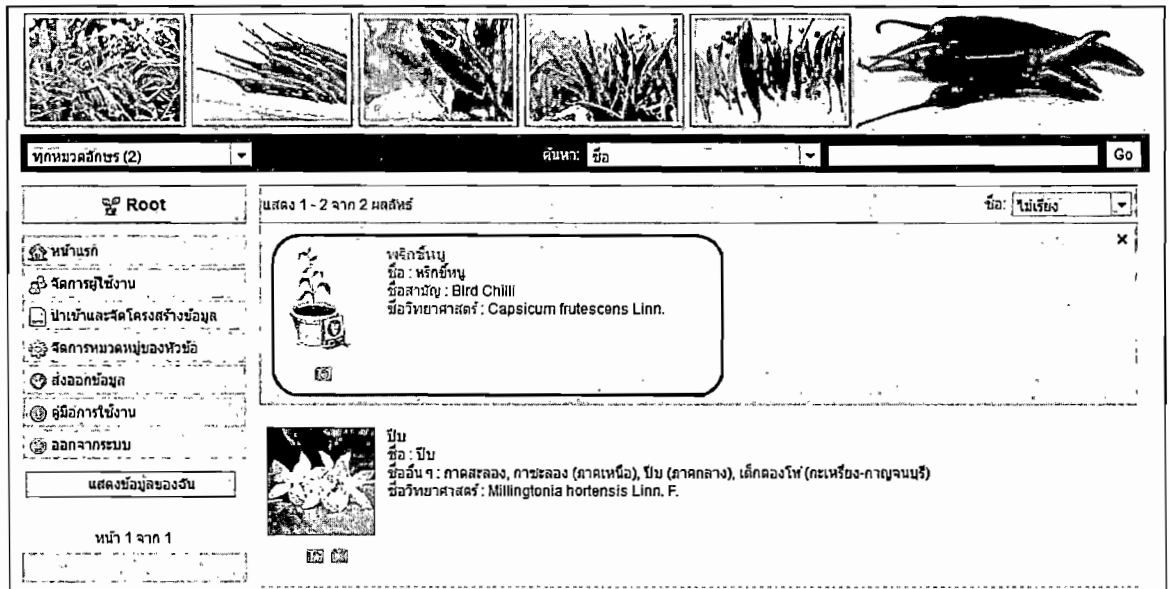 ทุกหมวดอักษร (2) ค้นหา: ชื่อ Go
Root
แสดง 1 - 2 จาก 2 ผลลัพธ์ ชื่อ: ไม่เรียง
หน้าแรก
จัดการผู้ใช้งาน
นำเข้าและจัดโครงสร้างข้อมูล
จัดการหมวดหมู่ของหัวข้อ
ส่งออกข้อมูล
คู่มือการใช้งาน
ออกจากระบบ
แสดงข้อมูลของฉัน
หน้า 1 จาก 1
×
พริกขี้หนู
ชื่อ : พริกขี้หนู
ชื่อสามัญ : Bird Chilli
ชื่อวิทยาศาสตร์ : Capsicum frutescens Linn.
ปีบ
ชื่อ : ปีบ
ชื่ออื่น ๆ : กาดสะลอง, กาซะลอง (ภาคเหนือ), ปีบ (ภาคกลาง), เต็กตองโพ่ (กะเหรี่ยง-กาญจนบุรี)
ชื่อวิทยาศาสตร์ : Millingtonia hortensis Linn. F.